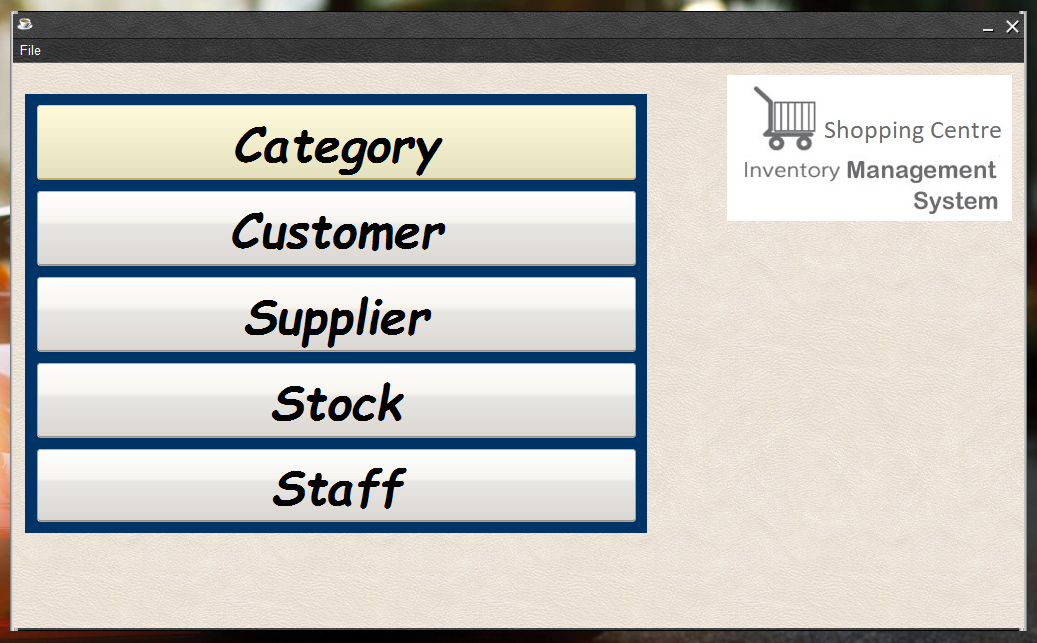 File
Category
Customer
Supplier
Stock
Staff
Shopping Centre
Inventory Management
System